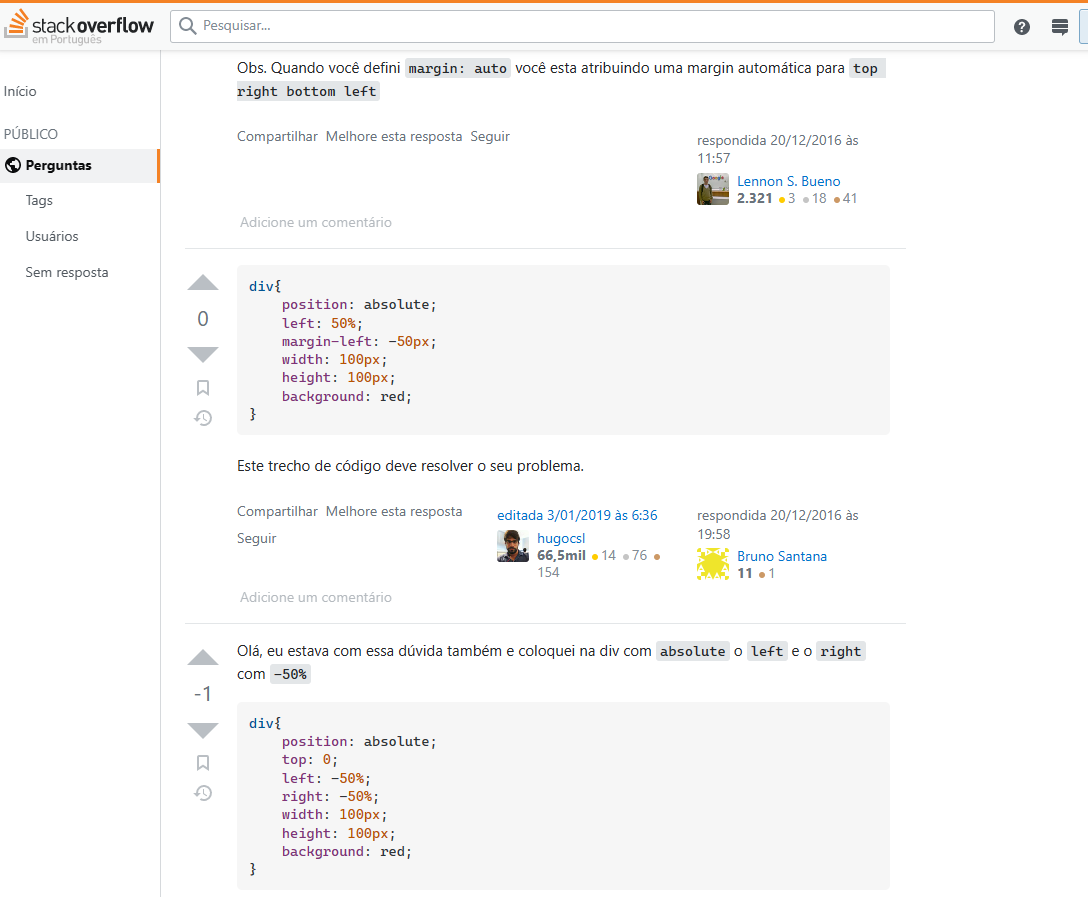 stack overflow
em Português
Pesquisar...
Início
PÚBLICO
Perguntas
Tags
Usuários
Sem resposta
Obs. Quando você defini margin: auto você esta atribuindo uma margin automática para top
right bottom left
Compartilhar Melhore esta resposta Seguir
respondida 20/12/2016 às
11:57
Lennon S. Bueno
2.321 3 18 41
Adicione um comentário
0
div{
    position: absolute;
    left: 50%;
    margin-left: -50px;
    width: 100px;
    height: 100px;
    background: red;
}
Este trecho de código deve resolver o seu problema.
Compartilhar Melhore esta resposta
Seguir
editada 3/01/2019 às 6:36
hugocsl
66,5mil 14 76
154
respondida 20/12/2016 às
19:58
Bruno Santana
11 1
Adicione um comentário
-1
Olá, eu estava com essa dúvida também e coloquei na div com absolute o left e o right
com -50%
div{
    position: absolute;
    top: 0;
    left: -50%;
    right: -50%;
    width: 100px;
    height: 100px;
    background: red;
}